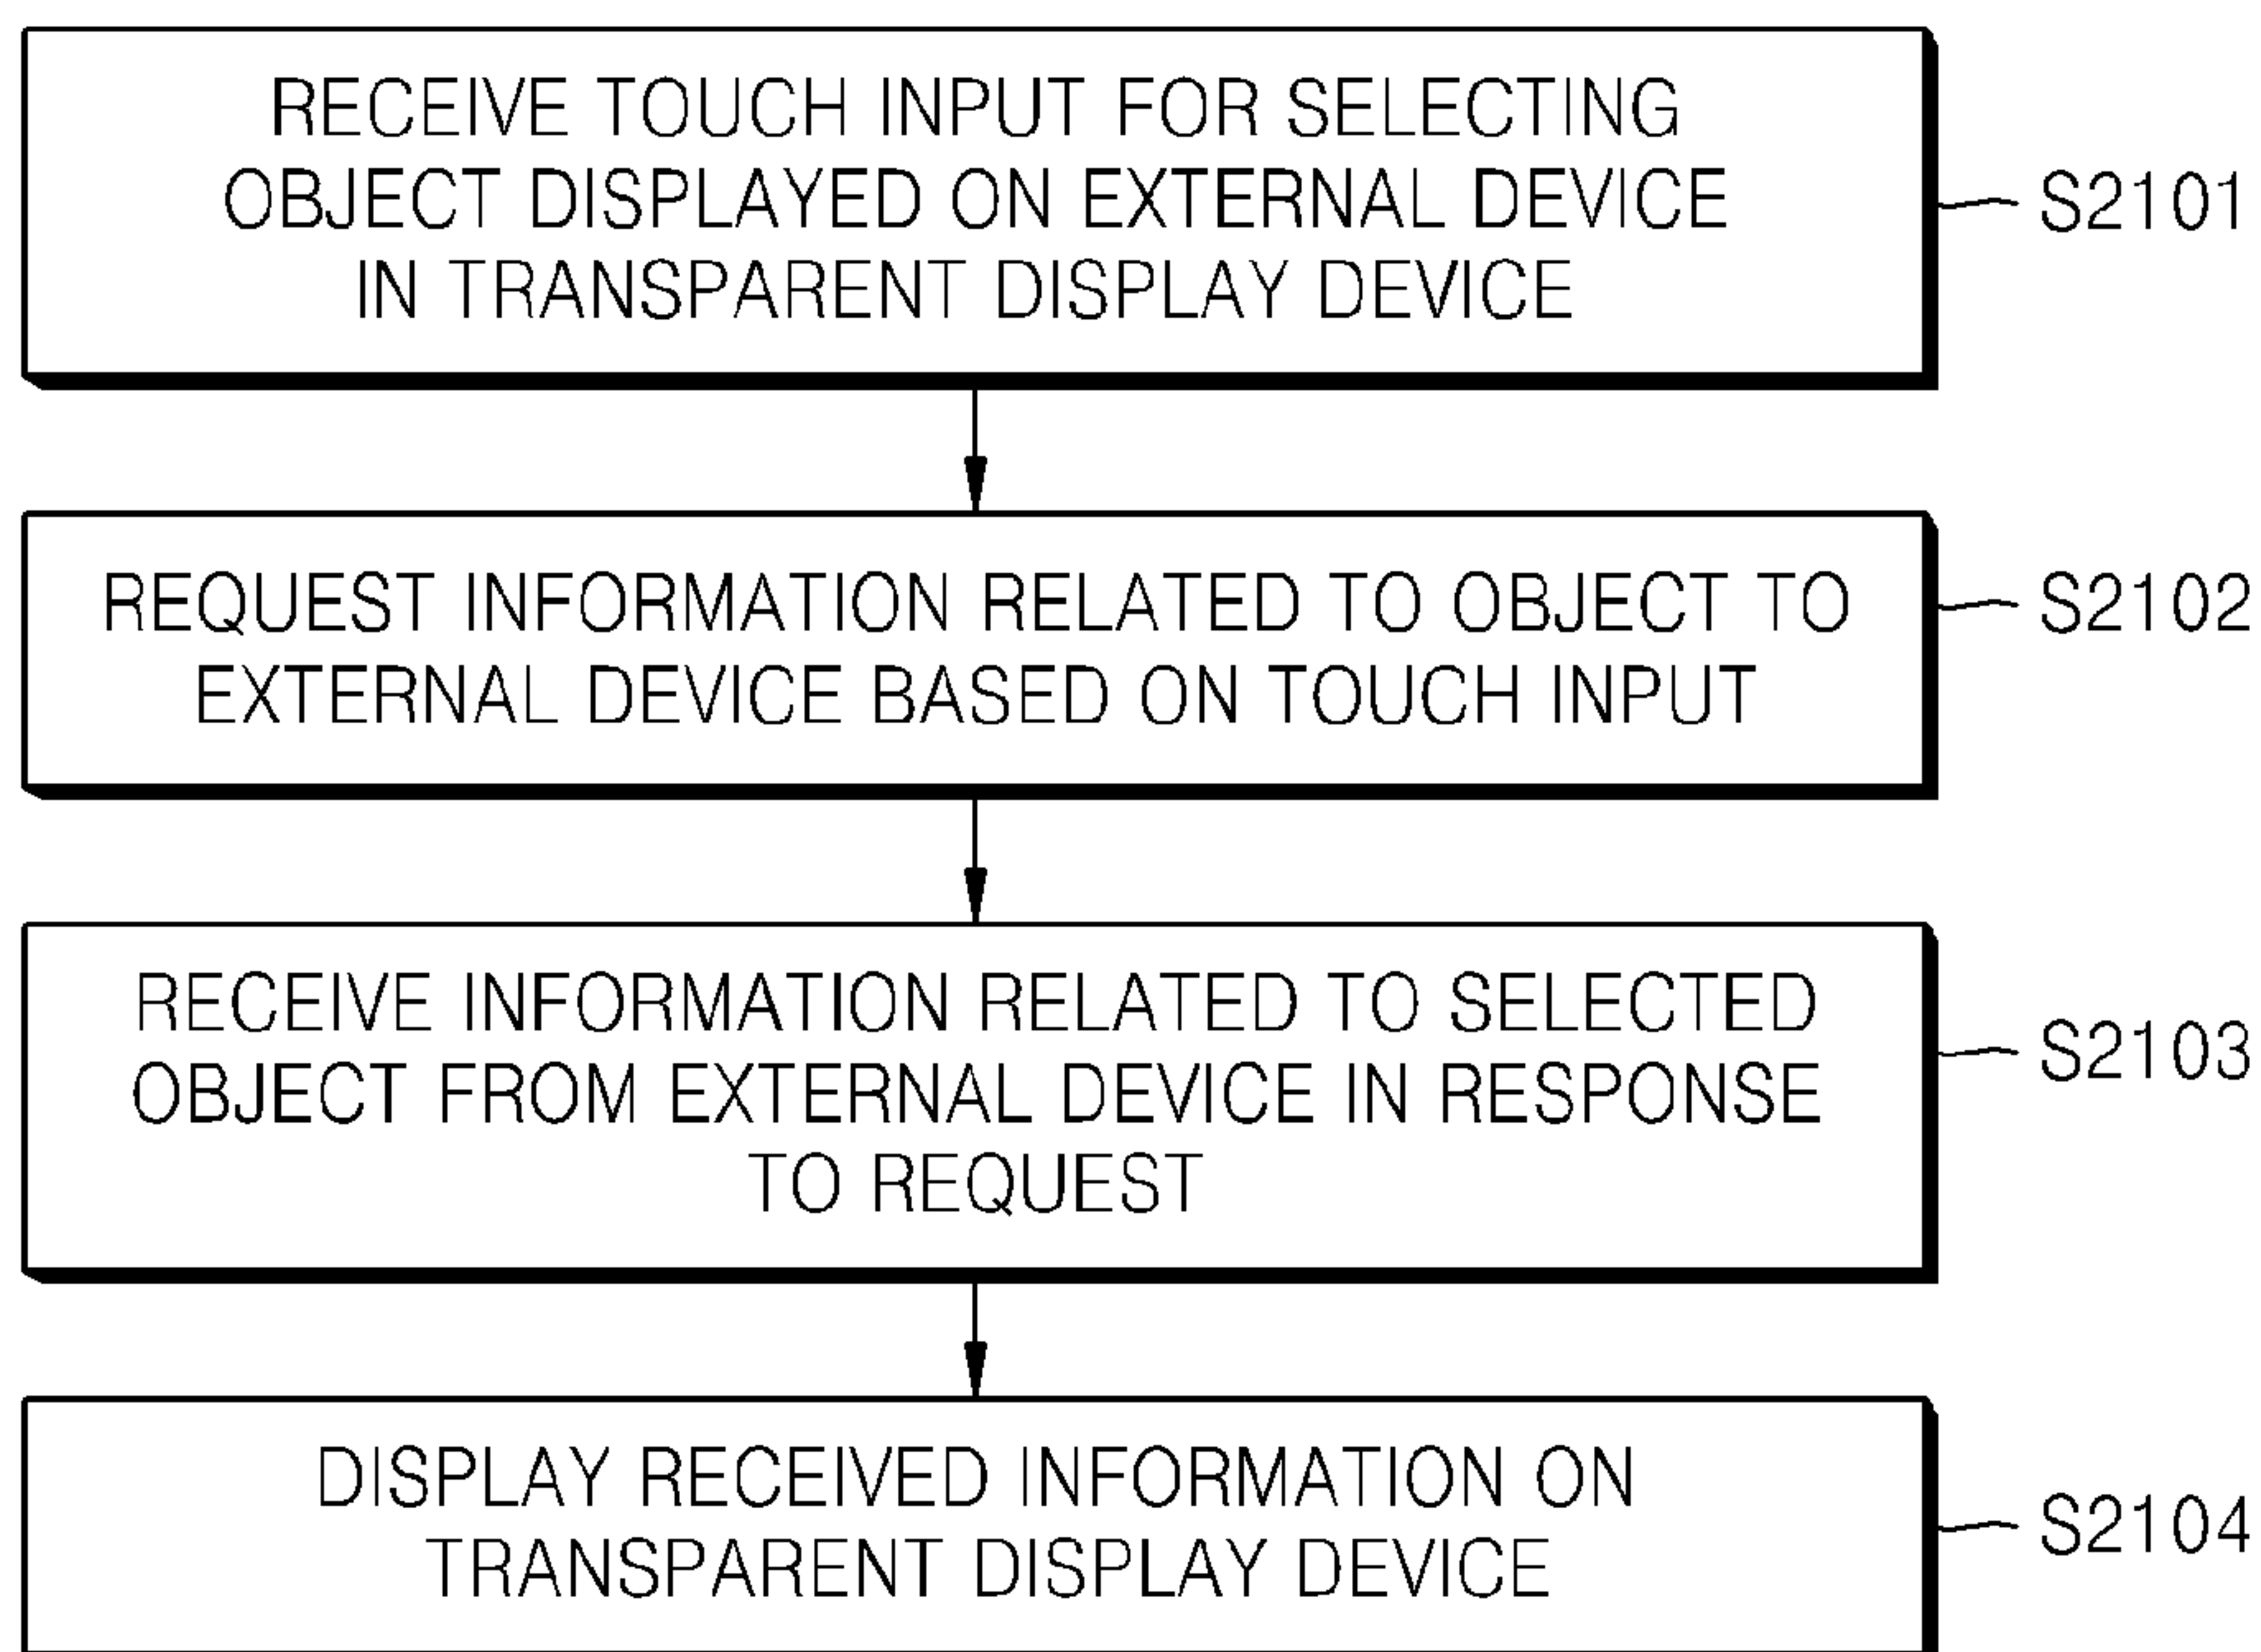 RECEIVE TOUCH INPUT FOR SELECTING
OBJECT DISPLAYED ON EXTERNAL DEVICE
IN TRANSPARENT DISPLAY DEVICE
S2101
REQUEST INFORMATION RELATED TO OBJECT TO
EXTERNAL DEVICE BASED ON TOUCH INPUT
S2102
RECEIVE INFORMATION RELATED TO SELECTED
OBJECT FROM EXTERNAL DEVICE IN RESPONSE
TO REQUEST
S2103
DISPLAY RECEIVED INFORMATION ON
TRANSPARENT DISPLAY DEVICE
S2104